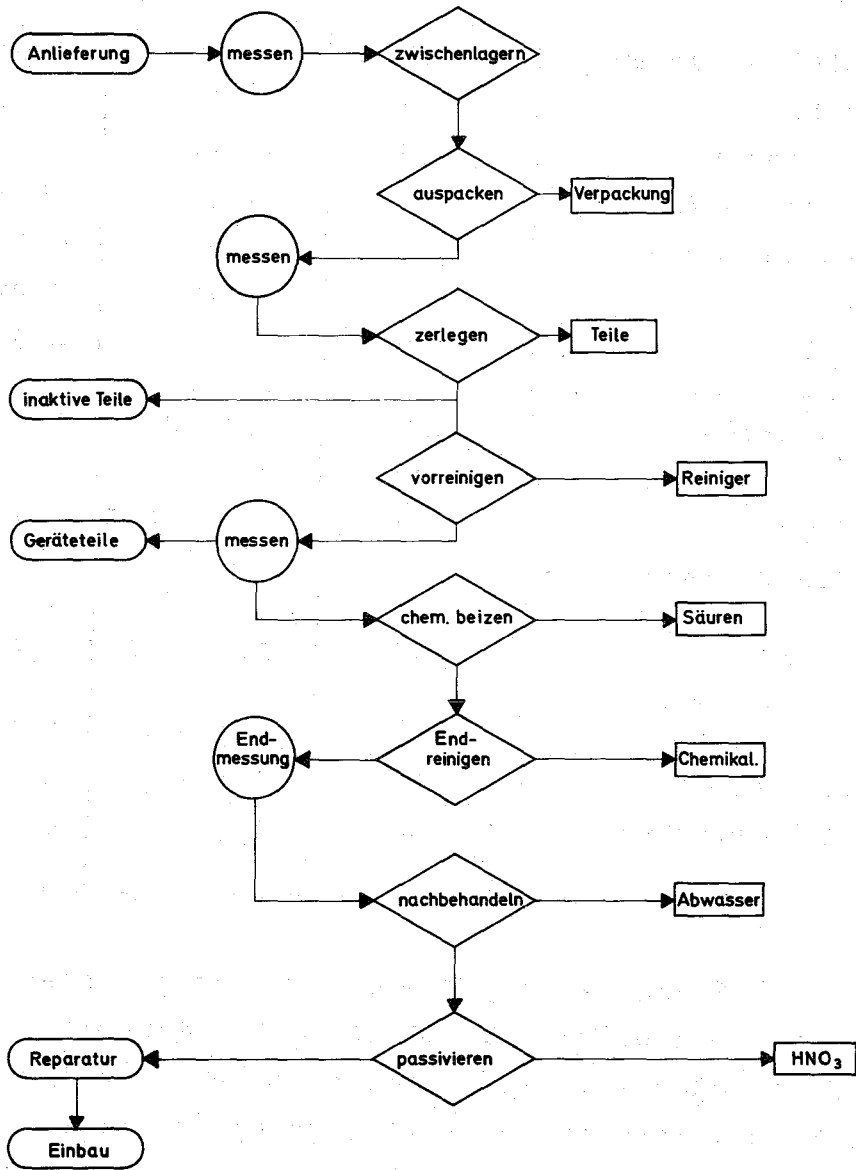 Anlieferung
messen
zwischenlagern
auspacken
Verpackung
messen
zerlegen
Teile
inaktive Teile
vorreinigen
Reiniger
Geräteteile
messen
chem. beizen
Säuren
End-
messung
End-
reinigen
Chemikal.
nachbehandeln
Abwasser
Reparatur
passivieren
HNO₃
Einbau